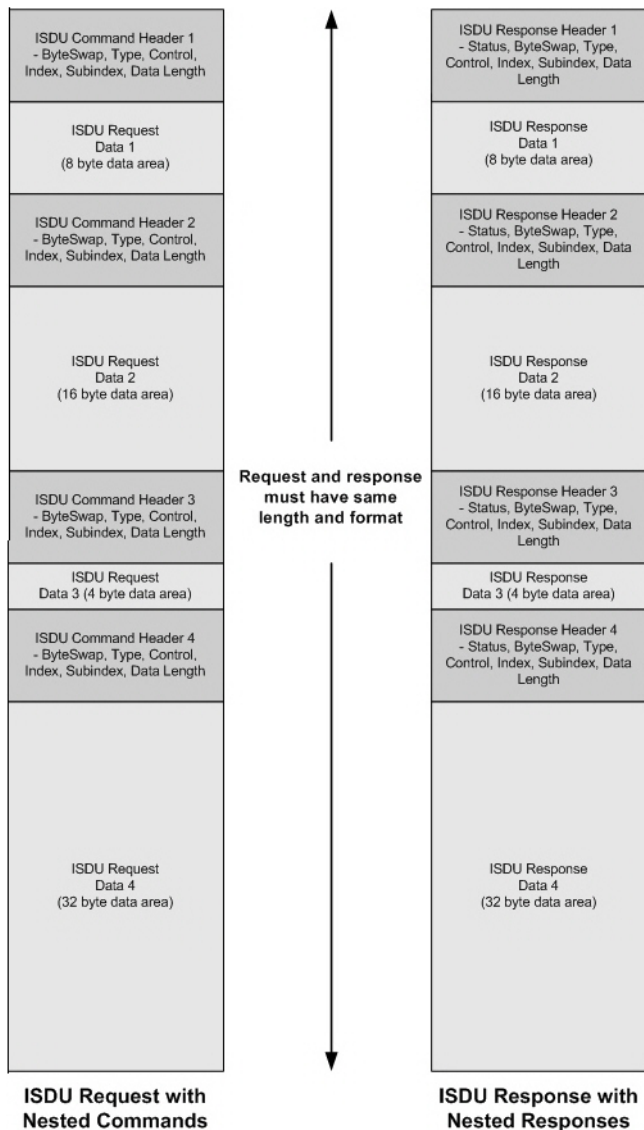 ISDU Command Header 1
- ByteSwap, Type, Control,
Index, Subindex, Data Length
ISDU Request
Data 1
(8 byte data area)
ISDU Command Header 2
- ByteSwap, Type, Control,
Index, Subindex, Data Length
ISDU Request
Data 2
(16 byte data area)
ISDU Command Header 3
- ByteSwap, Type, Control,
Index, Subindex, Data Length
ISDU Request
Data 3 (4 byte data area)
ISDU Command Header 4
- ByteSwap, Type, Control,
Index, Subindex, Data Length
ISDU Request
Data 4
(32 byte data area)
ISDU Request with
Nested Commands
Request and response
must have same
length and format
ISDU Response Header 1
- Status, ByteSwap, Type,
Control, Index, Subindex, Data
Length
ISDU Response
Data 1
(8 byte data area)
ISDU Response Header 2
- Status, ByteSwap, Type,
Control, Index, Subindex, Data
Length
ISDU Response
Data 2
(16 byte data area)
ISDU Response Header 3
- Status, ByteSwap, Type,
Control, Index, Subindex, Data
Length
ISDU Response
Data 3 (4 byte data area)
ISDU Response Header 4
- Status, ByteSwap, Type,
Control, Index, Subindex, Data
Length
ISDU Response
Data 4
(32 byte data area)
ISDU Response with
Nested Responses